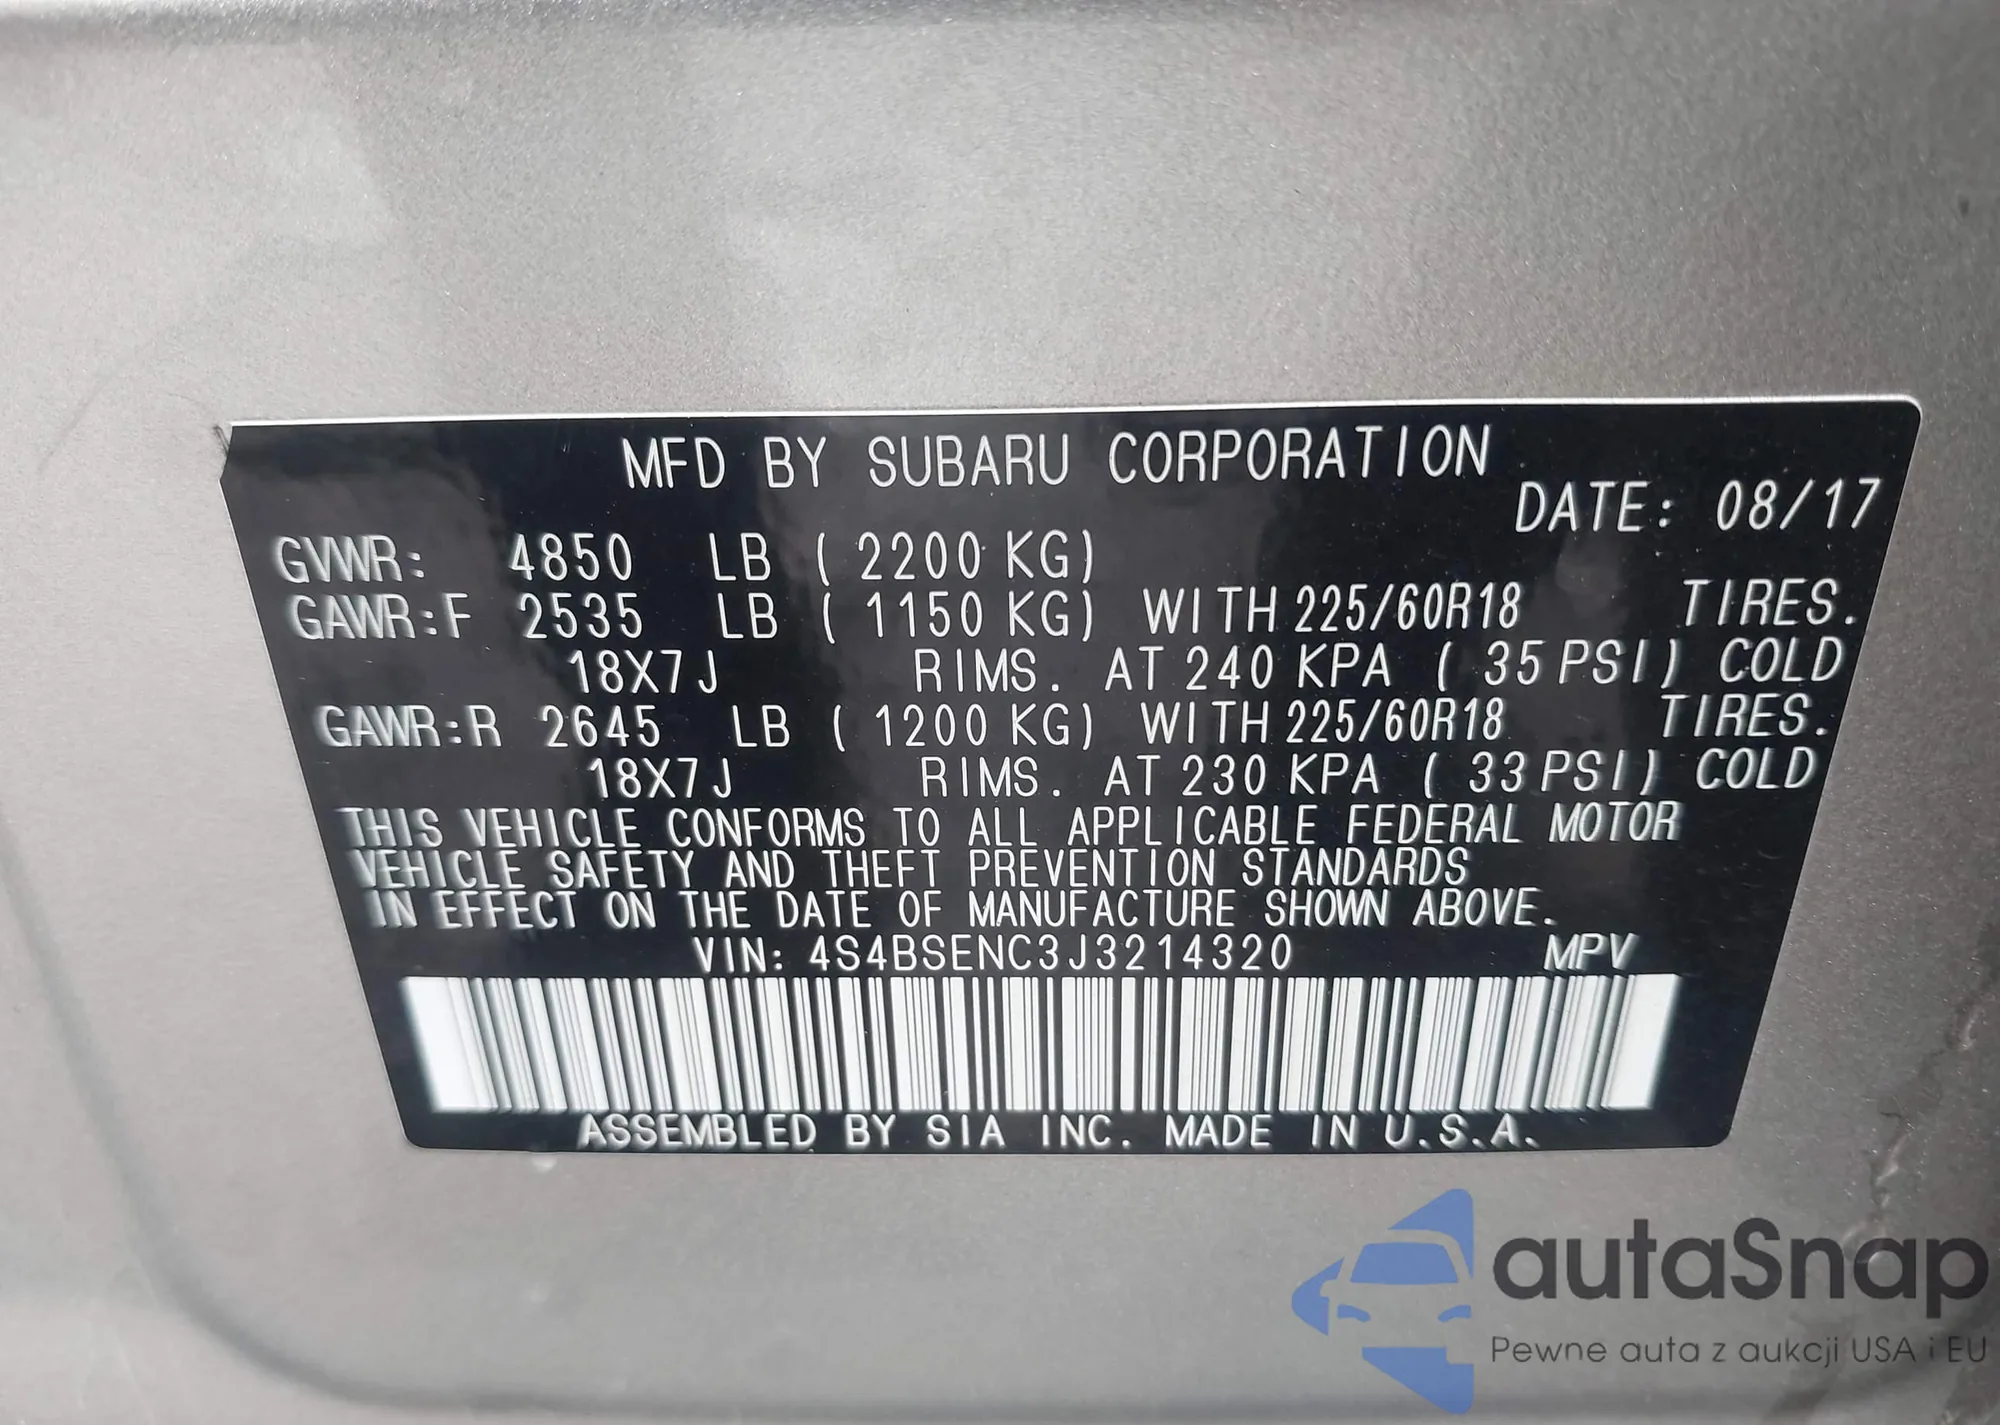 MFD BY SUBARU CORPORATION
DATE: 08/17
GVWR: 4850 LB ( 2200 KG)
GAWR:F 2535 LB ( 1150 KG) WITH 225/60R18 TIRES.
18X7J RIMS. AT 240 KPA ( 35 PSI) COLD
GAWR:R 2645 LB ( 1200 KG) WITH 225/60R18 TIRES.
18X7J RIMS. AT 230 KPA ( 33 PSI) COLD
THIS VEHICLE CONFORMS TO ALL APPLICABLE FEDERAL MOTOR
VEHICLE SAFETY AND THEFT PREVENTION STANDARDS
IN EFFECT ON THE DATE OF MANUFACTURE SHOWN ABOVE.
VIN: 4S4BSENC3J3214320 MPV
ASSEMBLED BY SIA INC. MADE IN U.S.A.
autaSnap
Pewne auta z aukcji USA i EU